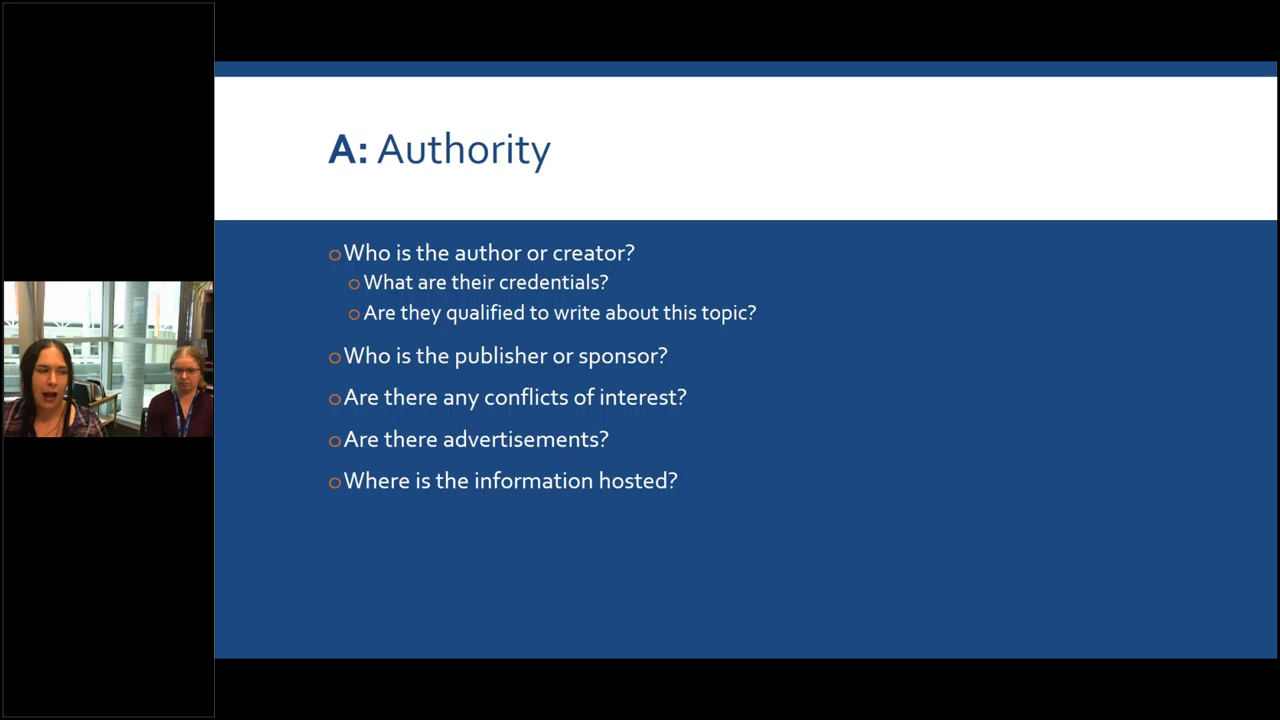 A: Authority
Who is the author or creator?
What are their credentials?
Are they qualified to write about this topic?
Who is the publisher or sponsor?
Are there any conflicts of interest?
Are there advertisements?
Where is the information hosted?